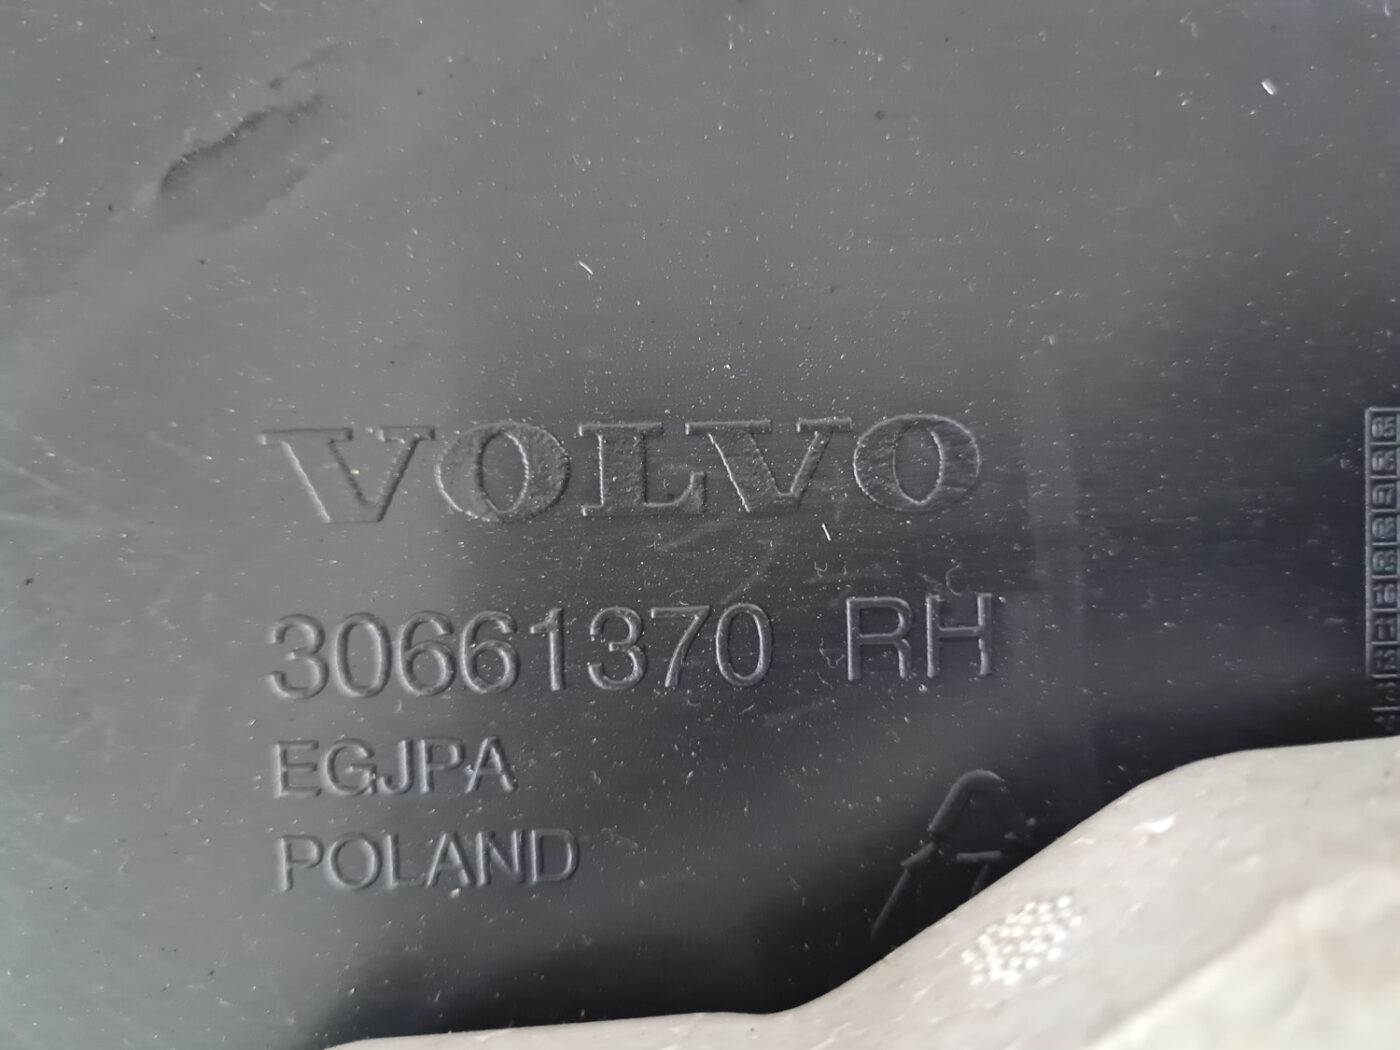 VOLVO
30661370 RH
EGJPA
POLAND